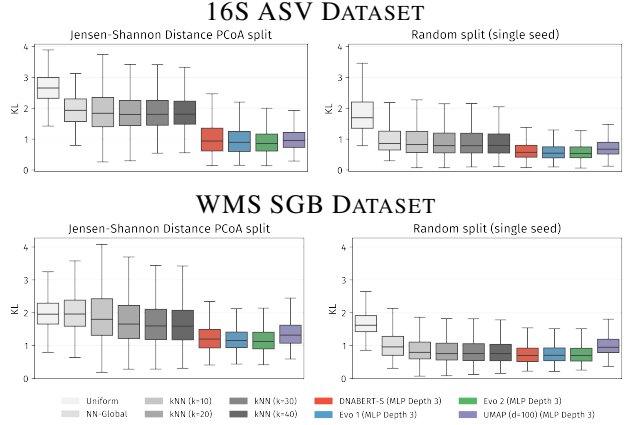 16S ASV DATASET
Jensen-Shannon Distance PCoA split
Random split (single seed)
KL
4
3
2
1
0
4
3
2
1
0
WMS SGB DATASET
Jensen-Shannon Distance PCoA split
Random split (single seed)
KL
4
3
2
1
0
KL
4
3
2
1
0
Uniform
kNN (k=10)
kNN (k=30)
DNABERT-S (MLP Depth 3)
Evo 2 (MLP Depth 3)
NN-Global
kNN (k=20)
kNN (k=40)
Evo 1 (MLP Depth 3)
UMAP (d=100) (MLP Depth 3)